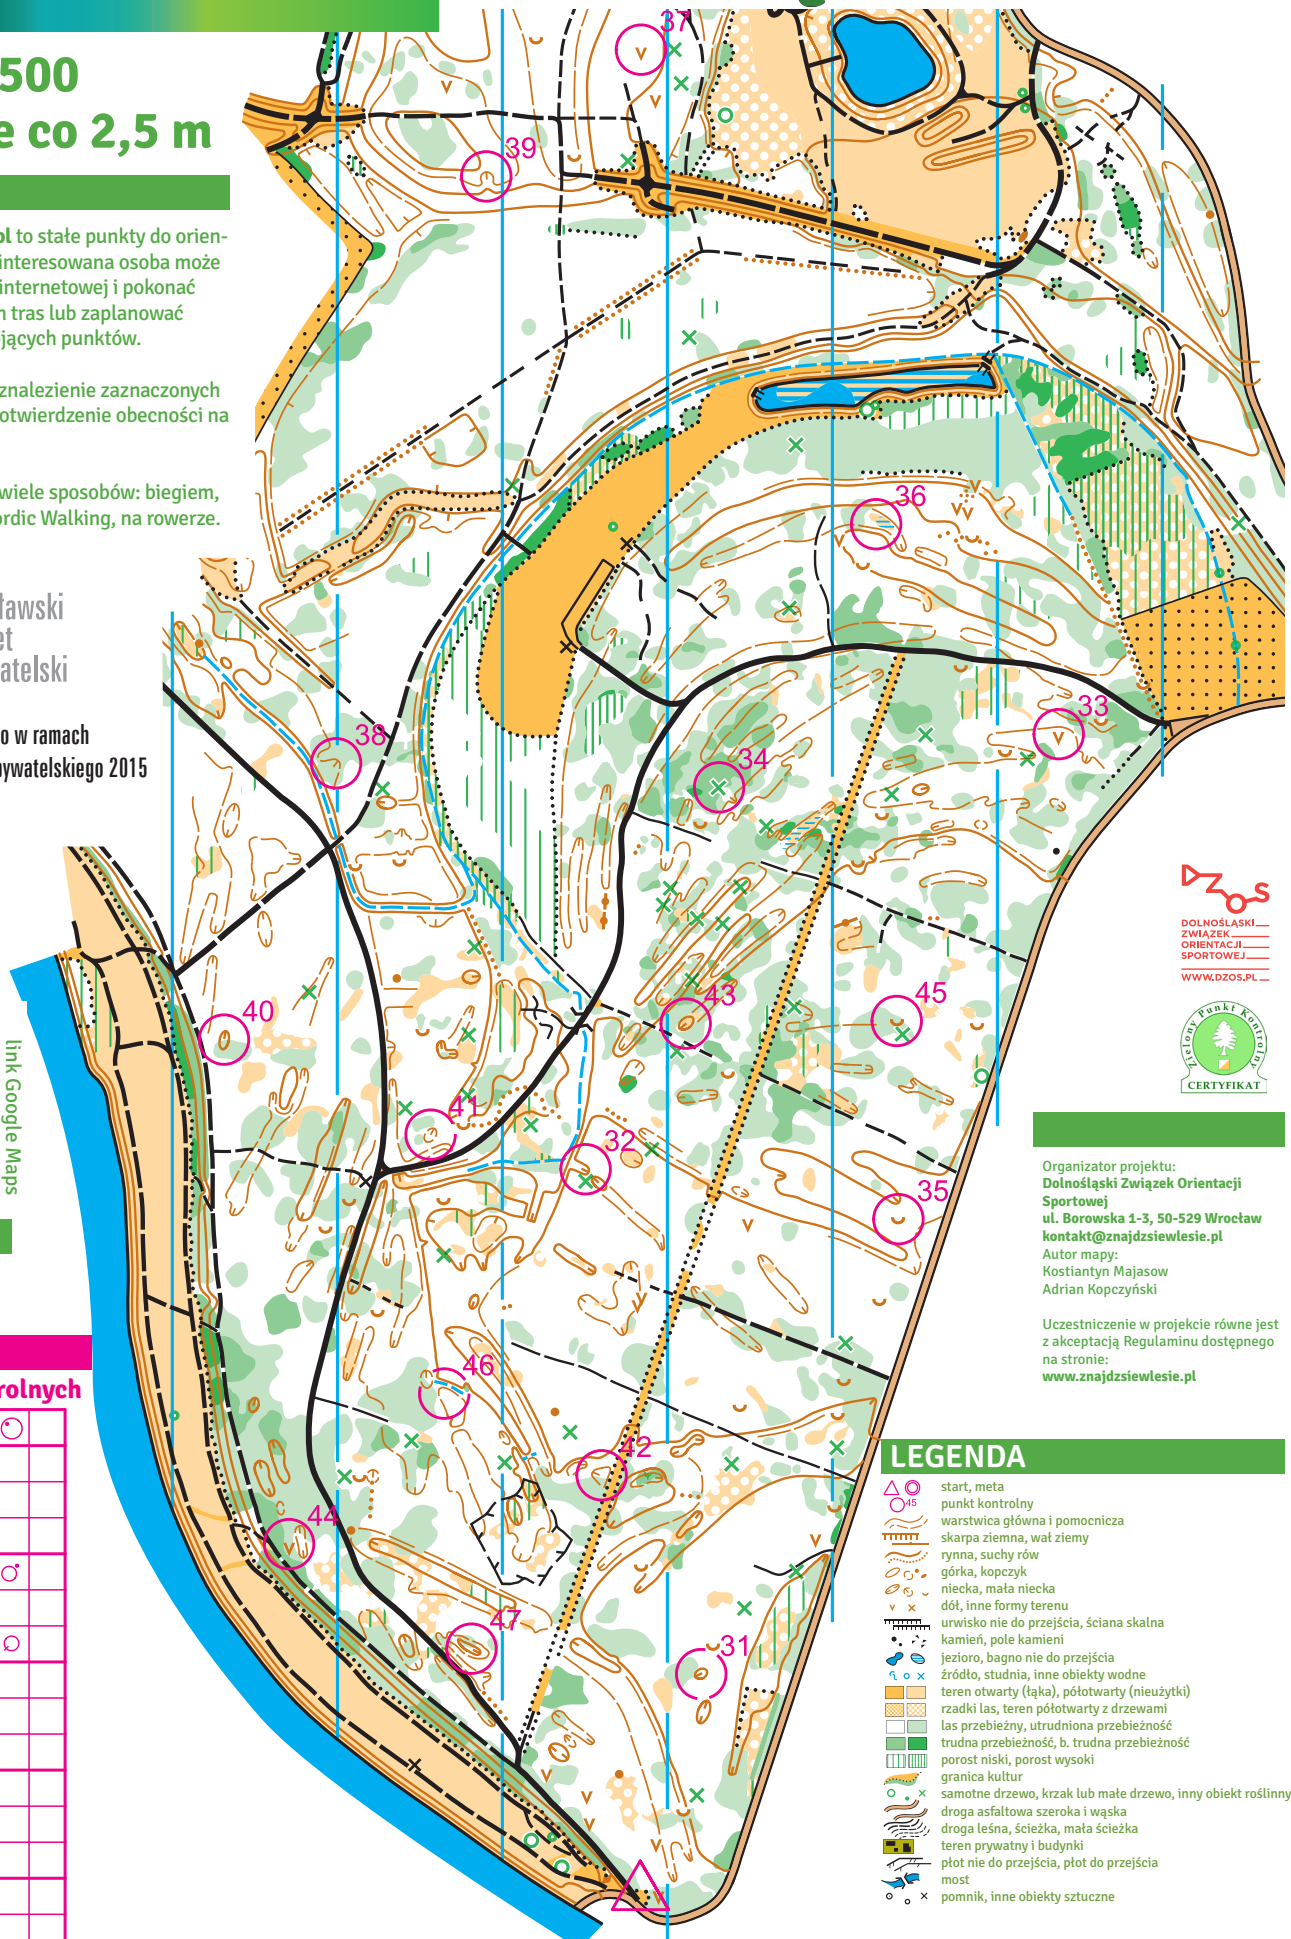 500
e co 2,5 m
pl to stałe punkty do orien-
interesowana osoba może
internetowej i pokonać
h tras lub zaplanować
jących punktów.
znalezienie zaznaczonych
otwierdzenie obecności na
wiele sposobów: biegiem,
ordic Walking, na rowerze.
ławski
et
atelski
o w ramach
bywatelskiego 2015
link Google Maps
rolnych
37
39
36
38
33
34
40
43
45
41
32
35
46
42
44
47
31
DZOS
DOLNOŚLĄSKI
ZWIĄZEK
ORIENTACJI
SPORTOWEJ
WWW.DZOS.PL
Zielony Punkt Kontrolny
CERTYFIKAT
Organizator projektu:
Dolnośląski Związek Orientacji
Sportowej
ul. Borowska 1-3, 50-529 Wrocław
kontakt@znajdzsiewlesie.pl
Autor mapy:
Kostiantyn Majasow
Adrian Kopczyński
Uczestniczenie w projekcie równe jest
z akceptacją Regulaminu dostępnego
na stronie:
www.znajdzsiewlesie.pl
LEGENDA
start, meta
45 punkt kontrolny
warstwica główna i pomocnicza
skarpa ziemna, wał ziemy
rynna, suchy rów
górka, kopczyk
niecka, mała niecka
dół, inne formy terenu
urwisko nie do przejścia, ściana skalna
kamień, pole kamieni
jezioro, bagno nie do przejścia
źródło, studnia, inne obiekty wodne
teren otwarty (łąka), półotwarty (nieużytki)
rzadki las, teren półotwarty z drzewami
las przebieżny, utrudniona przebieżność
trudna przebieżność, b. trudna przebieżność
porost niski, porost wysoki
granica kultur
samotne drzewo, krzak lub małe drzewo, inny obiekt roślinny
droga asfaltowa szeroka i wąska
droga leśna, ścieżka, mała ścieżka
teren prywatny i budynki
płot nie do przejścia, płot do przejścia
most
pomnik, inne obiekty sztuczne